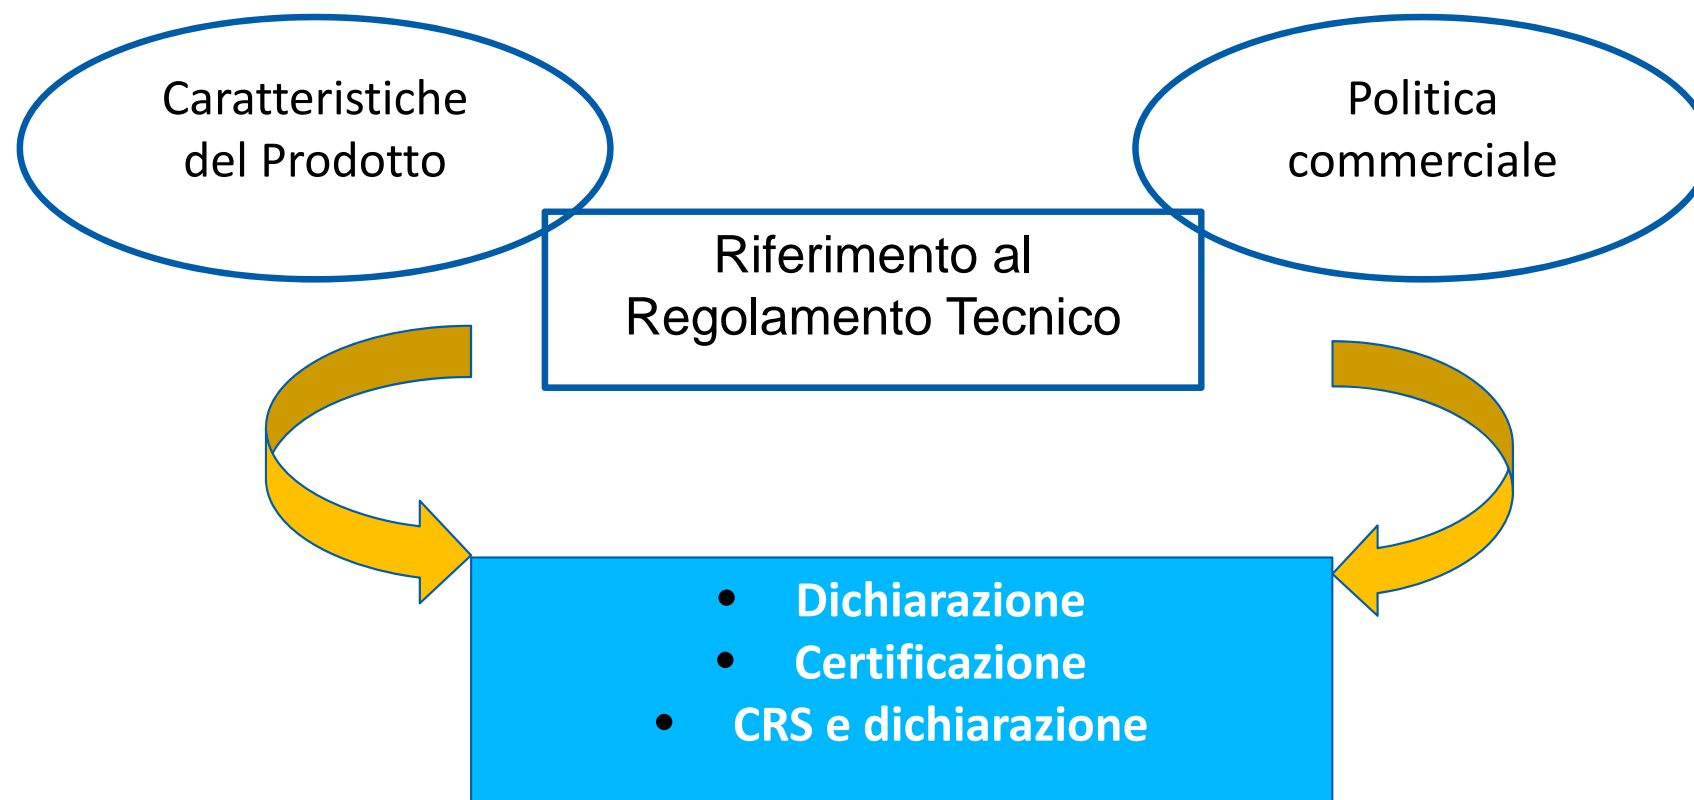 Caratteristiche
del Prodotto
Politica
commerciale
Riferimento al
Regolamento Tecnico
• Dichiarazione
• Certificazione
• CRS e dichiarazione